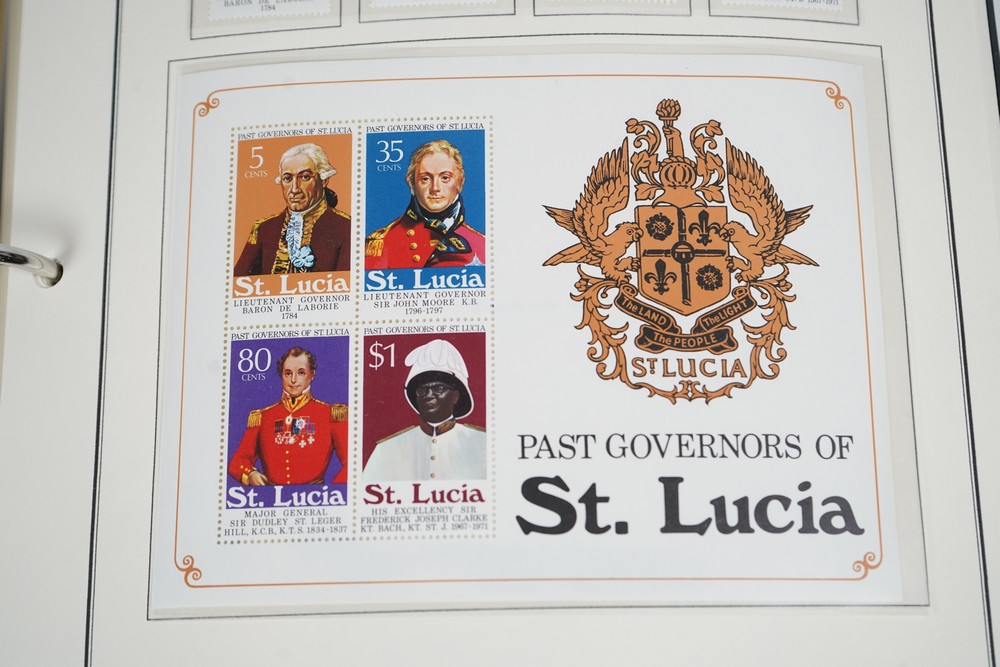 1784
PAST GOVERNORS OF ST. LUCIA
5
CENTS
St. Lucia
LIEUTENANT GOVERNOR
BARON DE LABORIE
1784
PAST GOVERNORS OF ST. LUCIA
35
CENTS
St. Lucia
LIEUTENANT GOVERNOR
SIR JOHN MOORE K.B.
1796-1797
PAST GOVERNORS OF ST. LUCIA
80
CENTS
St. Lucia
MAJOR GENERAL
SIR DUDLEY ST. LEGER
HILL, K.C.B., K.T.S. 1834-1837
PAST GOVERNORS OF ST. LUCIA
$1
St. Lucia
HIS EXCELLENCY SIR
FREDERICK JOSEPH CLARKE
KT. BACH., KT. ST. J. 1967-1971
The LAND
The PEOPLE
The LIGHT
ST LUCIA
PAST GOVERNORS OF
St. Lucia